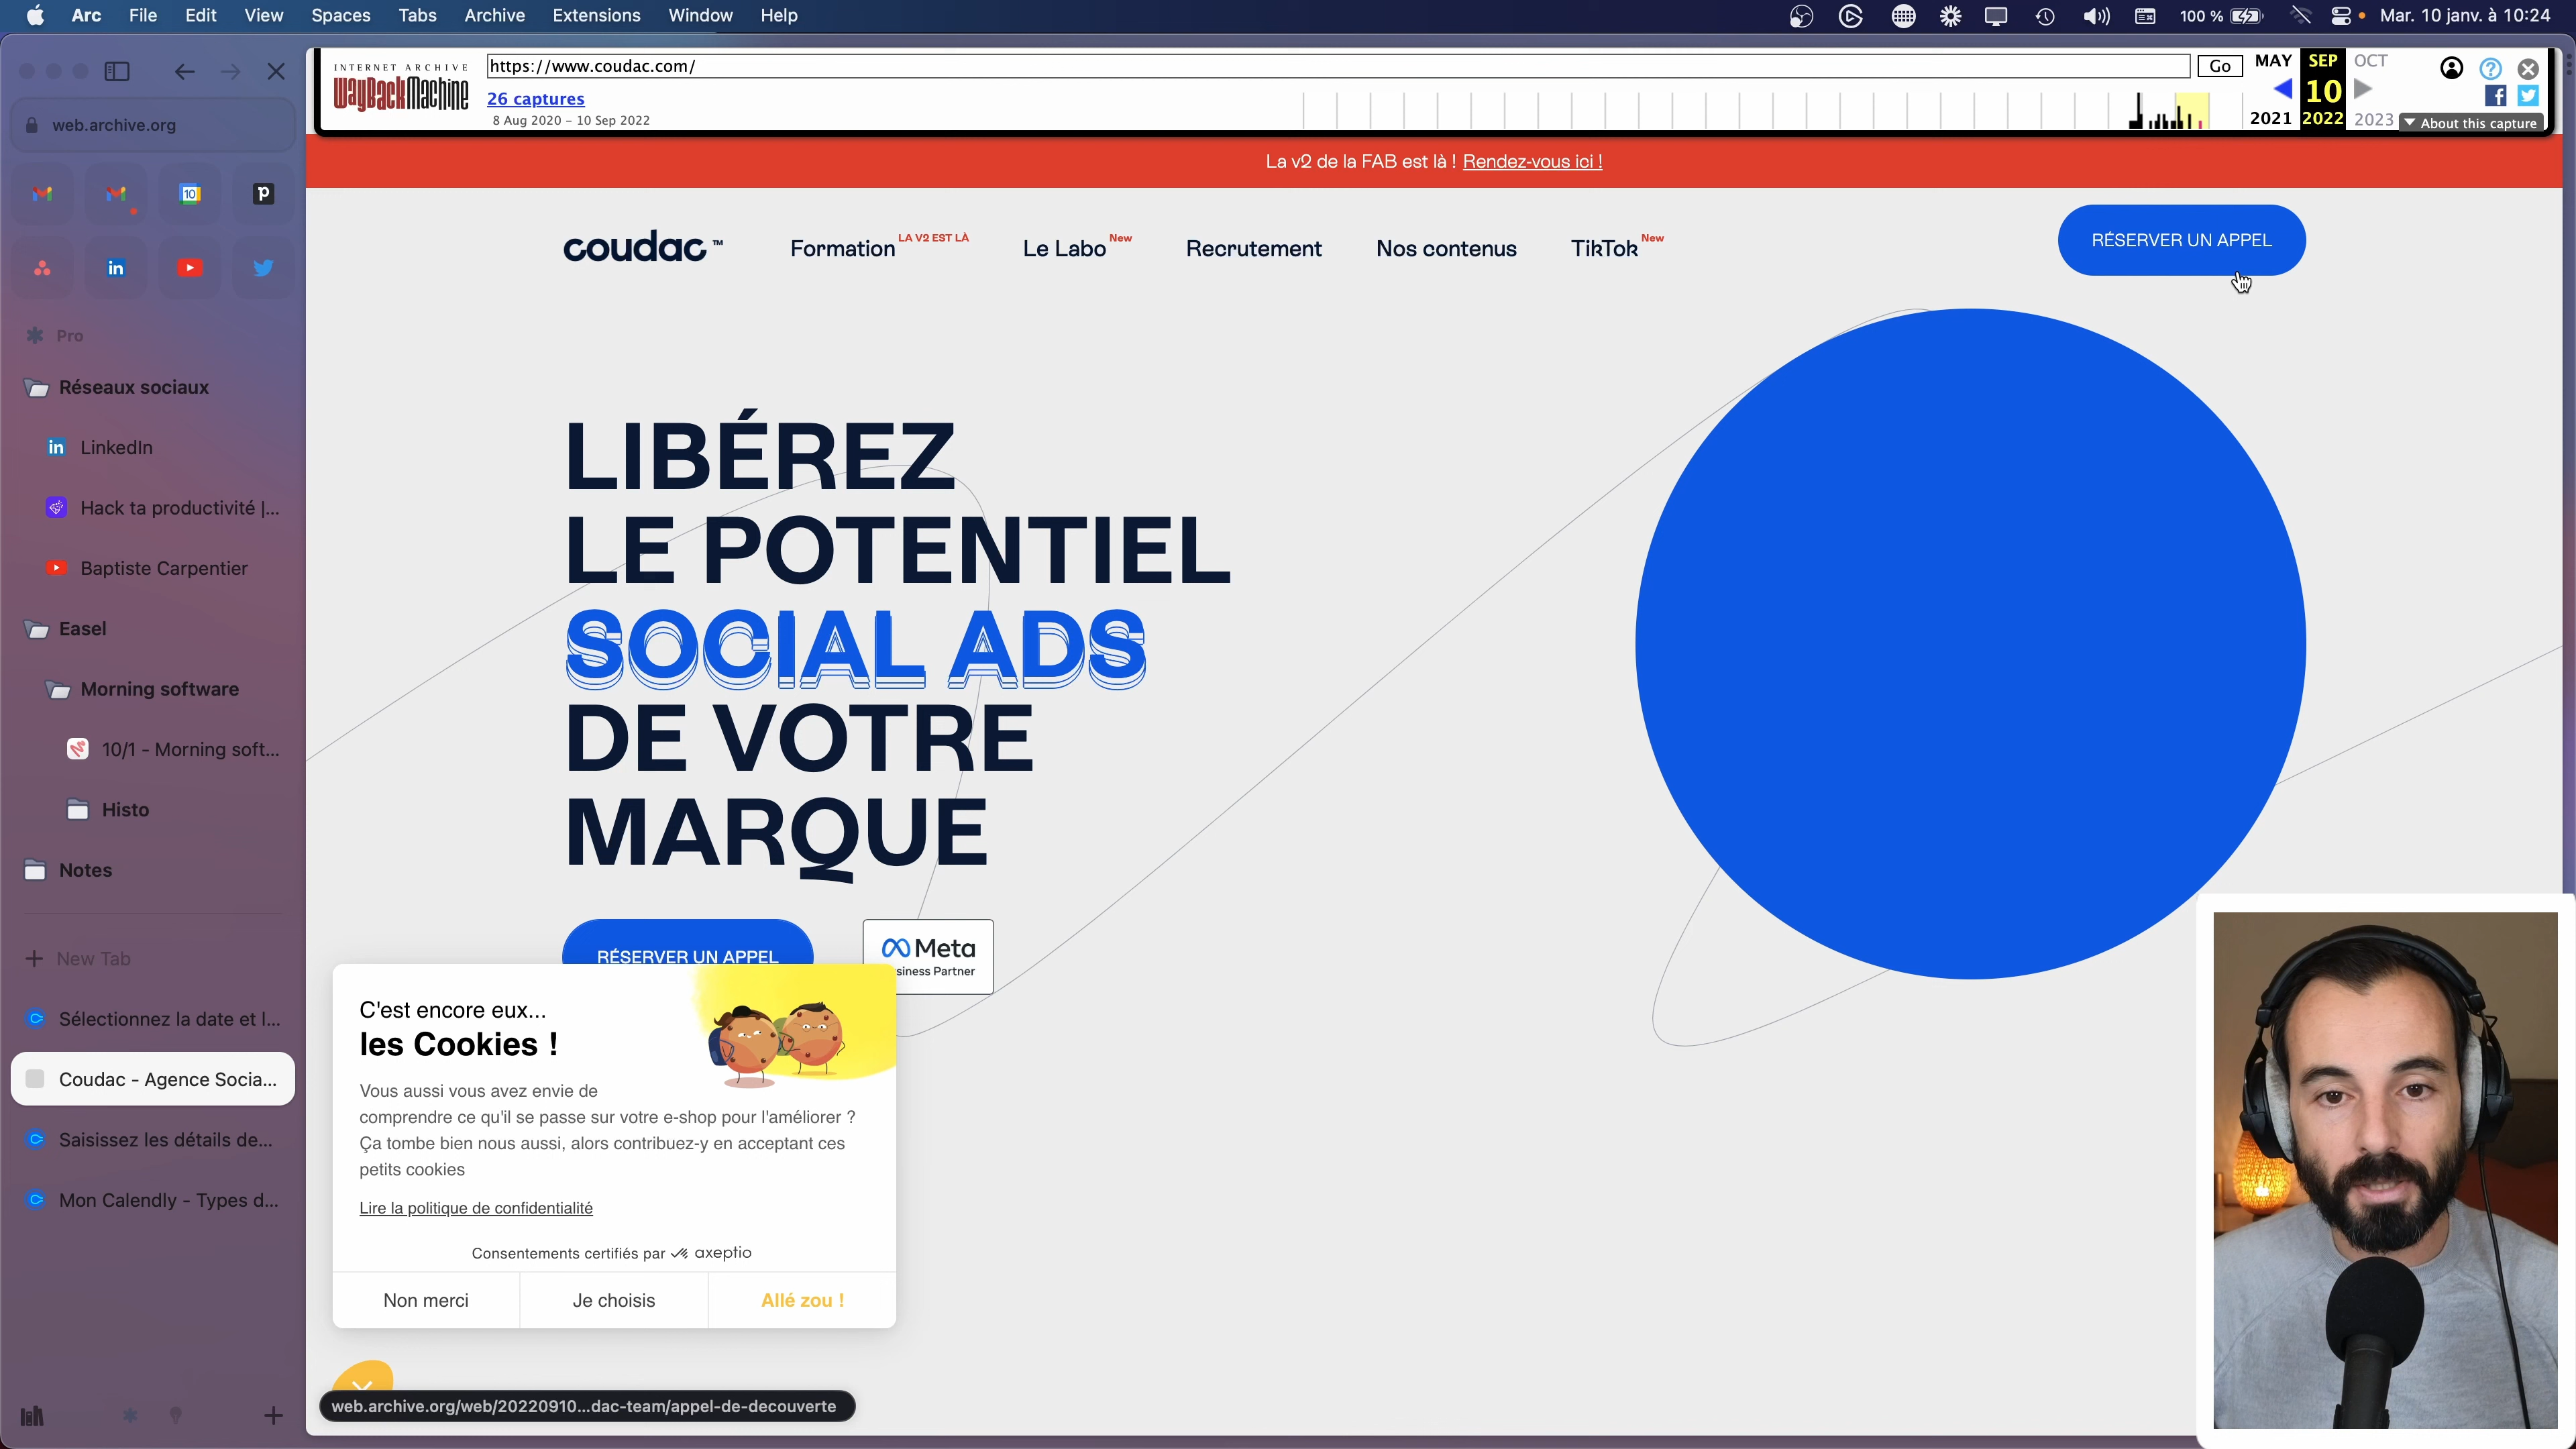 Arc File Edit View Spaces Tabs Archive Extensions Window Help
100 % Mar. 10 janv. à 10:24
web.archive.org
10
Pro
Réseaux sociaux
LinkedIn
Hack ta productivité |...
Baptiste Carpentier
Easel
Morning software
10/1 - Morning soft...
Histo
Notes
New Tab
Sélectionnez la date et l...
Coudac - Agence Socia...
Saisissez les détails de...
Mon Calendly - Types d...
INTERNET ARCHIVE
WayBackMachine
https://www.coudac.com/
Go
26 captures
8 Aug 2020 – 10 Sep 2022
MAY SEP OCT
10
2021 2022 2023
▼ About this capture
La v2 de la FAB est là ! Rendez-vous ici !
coudac ™
Formation LA V2 EST LÀ
Le Labo New
Recrutement
Nos contenus
TikTok New
RÉSERVER UN APPEL
LIBÉREZ
LE POTENTIEL
SOCIAL ADS
DE VOTRE
MARQUE
RÉSERVER UN APPEL
Meta
siness Partner
C'est encore eux...
les Cookies !
Vous aussi vous avez envie de
comprendre ce qu'il se passe sur votre e-shop pour l'améliorer ?
Ça tombe bien nous aussi, alors contribuez-y en acceptant ces
petits cookies
Lire la politique de confidentialité
Consentements certifiés par axeptio
Non merci
Je choisis
Allé zou !
web.archive.org/web/20220910...dac-team/appel-de-decouverte